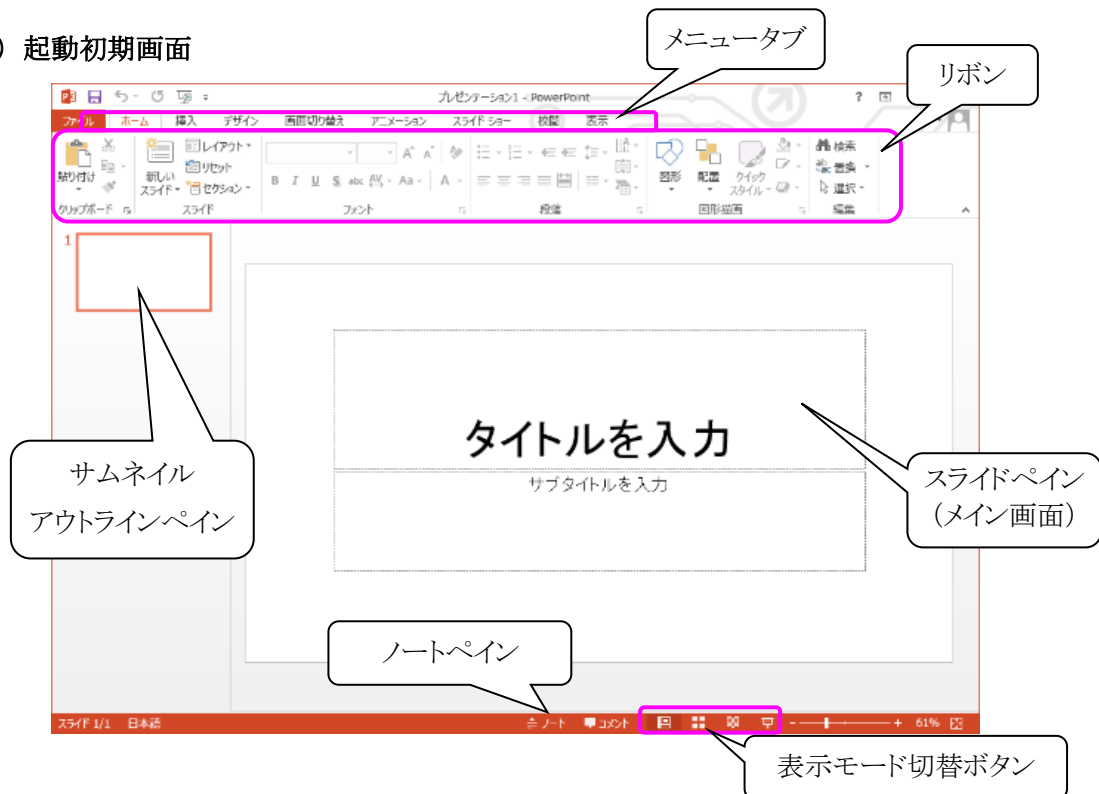 ) 起動初期画面
メニュータブ
リボン
プレゼンテーション1 - PowerPoint
?
ファイル ホーム 挿入 デザイン 画面切り替え アニメーション スライド ショー 校閲 表示
貼り付け
新しい
スライド
レイアウト
リセット
セクション
B I U S abc AV Aa A
図形
配置
クイック
スタイル
検索
置換
選択
クリップボード スライド フォント 段落 図形描画 編集
1
タイトルを入力
サブタイトルを入力
サムネイル
アウトラインペイン
スライドペイン
(メイン画面)
ノートペイン
スライド 1/1 日本語 ノート コメント - + 61%
表示モード切替ボタン